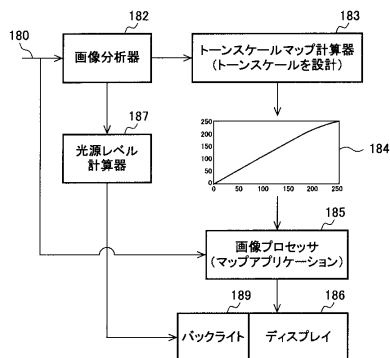 180
182
画像分析器
183
トーンスケールマップ計算器
(トーンスケールを設計)
187
光源レベル
計算器
250
200
150
100
50
0
0
50
100
150
200
250
184
185
画像プロセッサ
(マップアプリケーション)
189
186
バックライト
ディスプレイ